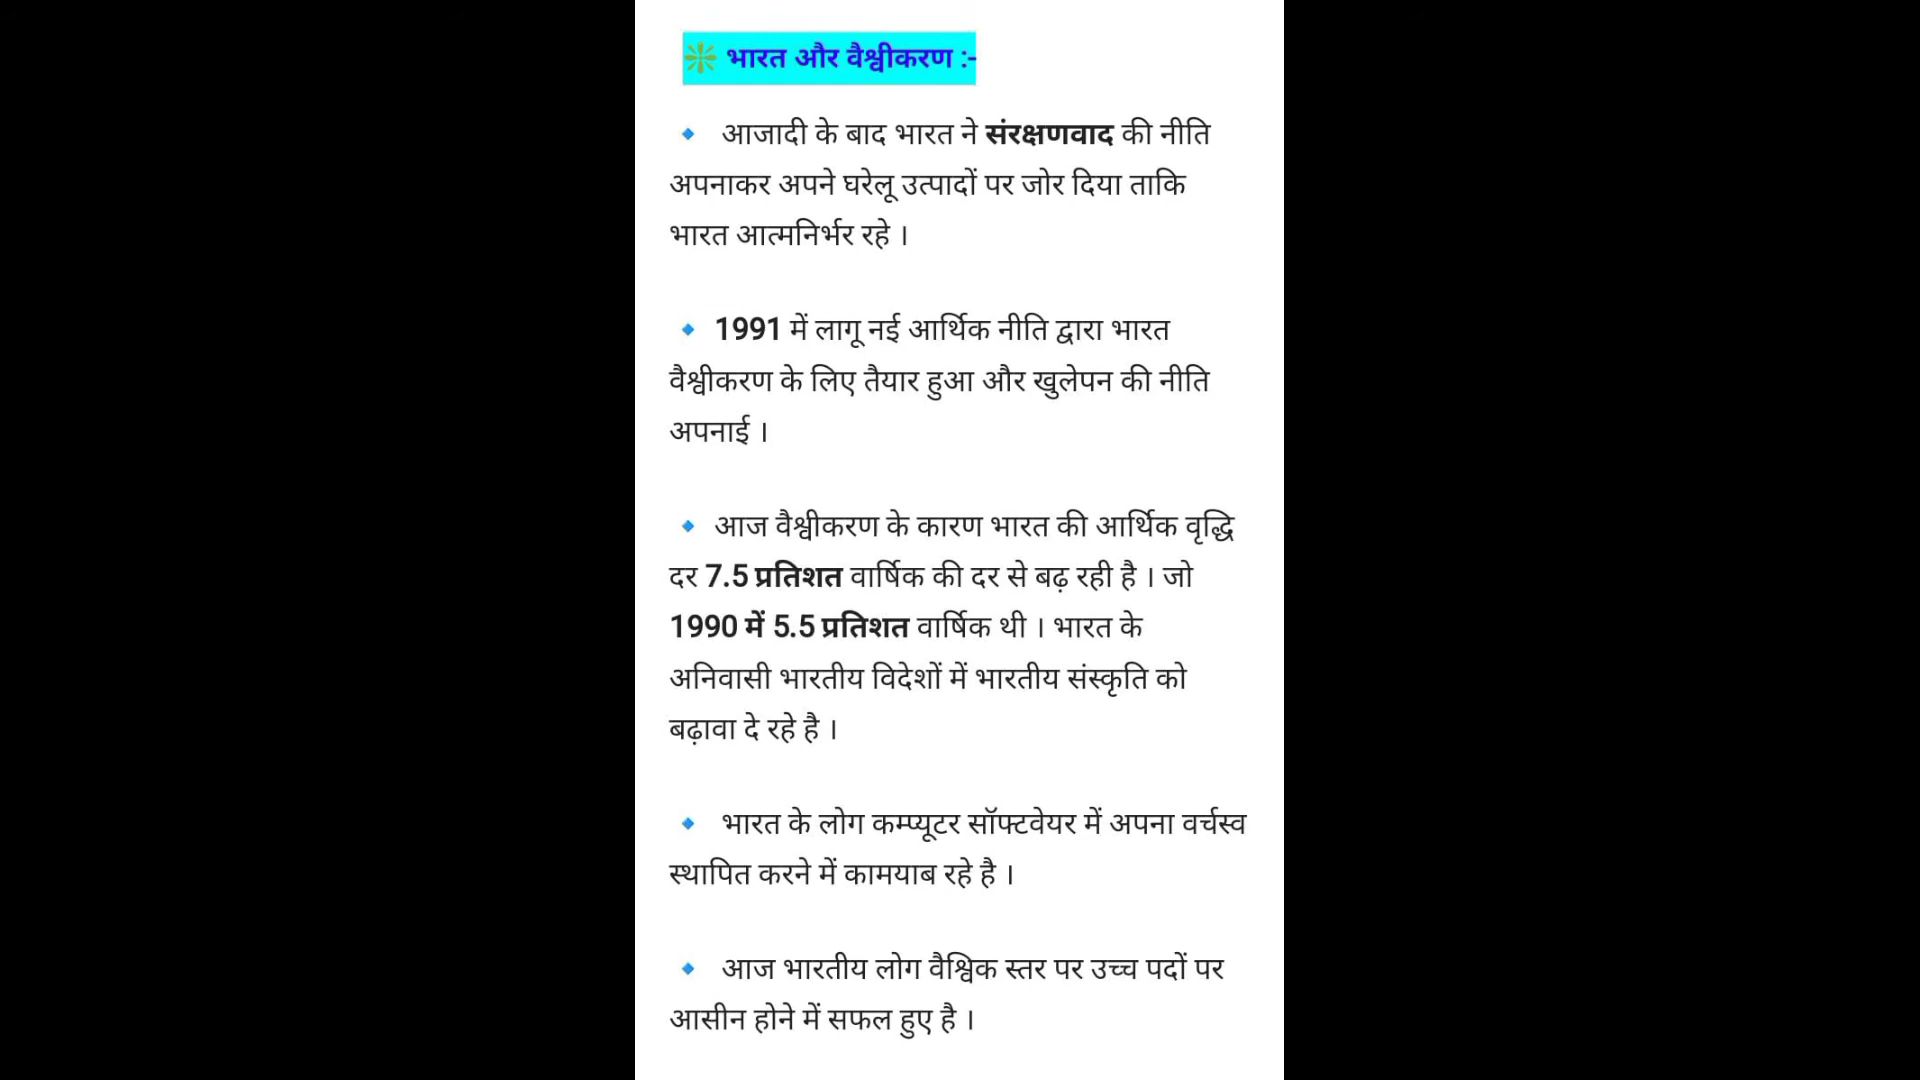 ❇️ भारत और वैश्वीकरण :-
🔹 आजादी के बाद भारत ने संरक्षणवाद की नीति
अपनाकर अपने घरेलू उत्पादों पर जोर दिया ताकि
भारत आत्मनिर्भर रहे ।
🔹 1991 में लागू नई आर्थिक नीति द्वारा भारत
वैश्वीकरण के लिए तैयार हुआ और खुलेपन की नीति
अपनाई ।
🔹 आज वैश्वीकरण के कारण भारत की आर्थिक वृद्धि
दर 7.5 प्रतिशत वार्षिक की दर से बढ़ रही है । जो
1990 में 5.5 प्रतिशत वार्षिक थी । भारत के
अनिवासी भारतीय विदेशों में भारतीय संस्कृति को
बढ़ावा दे रहे है ।
🔹 भारत के लोग कम्प्यूटर सॉफ्टवेयर में अपना वर्चस्व
स्थापित करने में कामयाब रहे है ।
🔹 आज भारतीय लोग वैश्विक स्तर पर उच्च पदों पर
आसीन होने में सफल हुए है ।